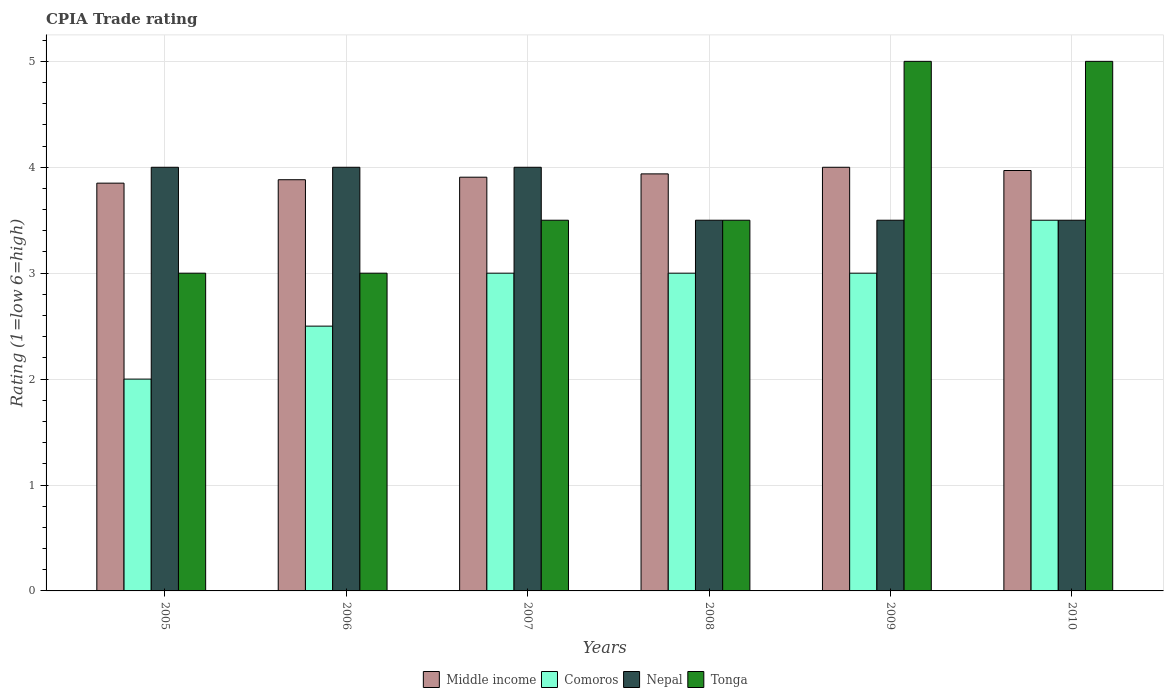 CPIA Trade rating
Rating (1=low 6=high)
5
4
3
2
1
0
2005
2006
2007
2008
2009
2010
Years
Middle income
Comoros
Nepal
Tonga